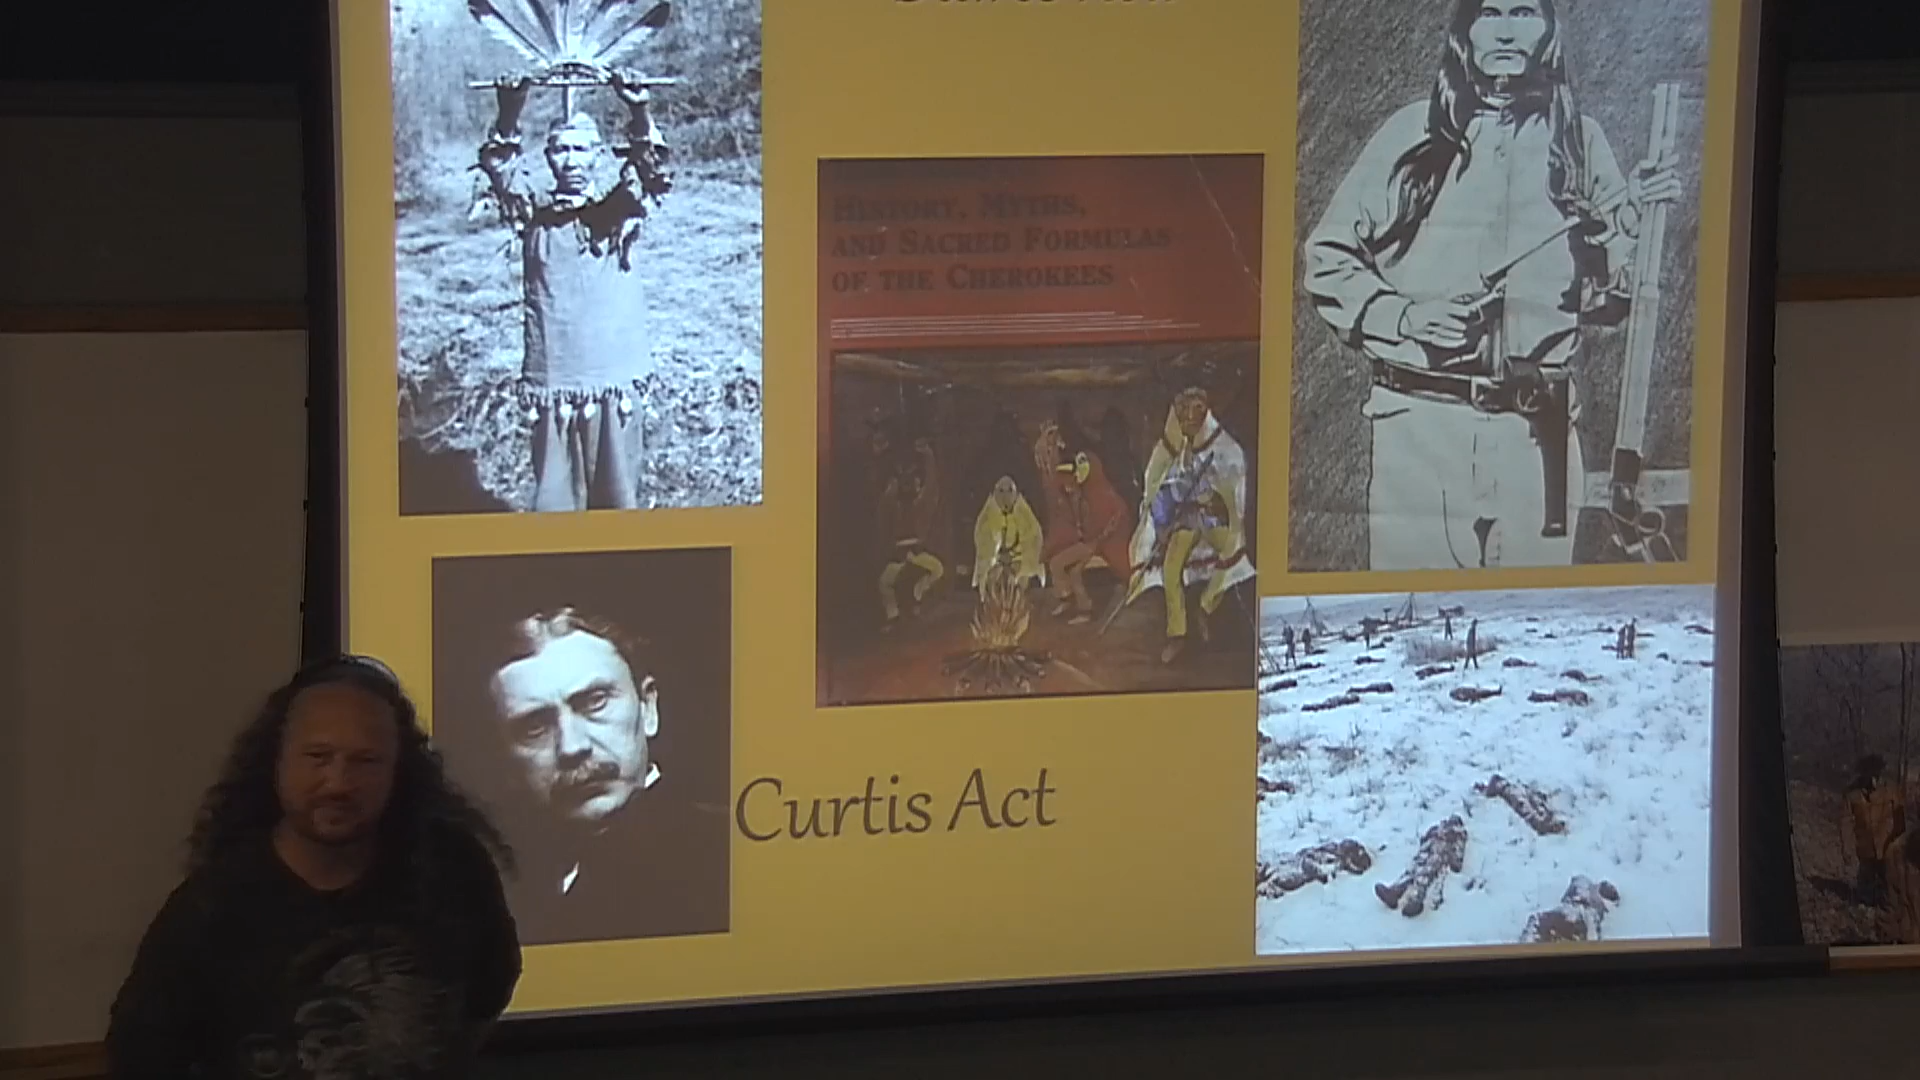 HISTORY, MYTHS,
AND SACRED FORMULAS
OF THE CHEROKEES
Curtis Act